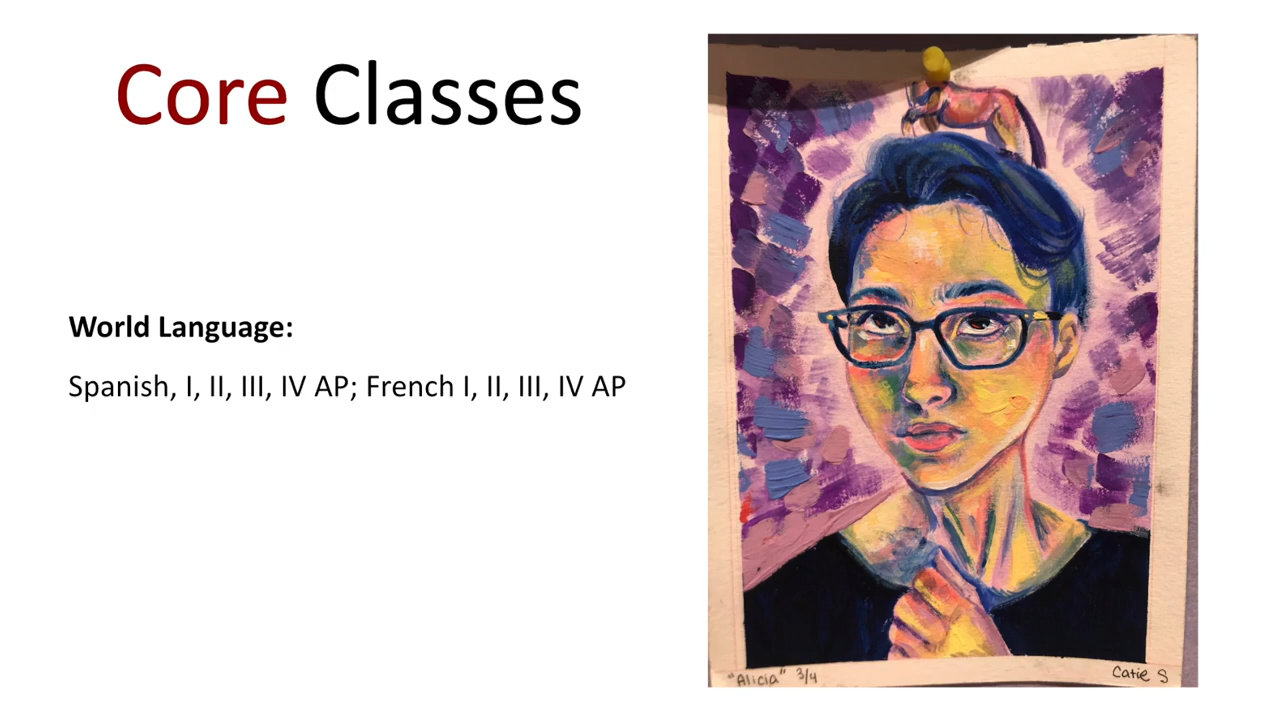 Core Classes
World Language:
Spanish, I, II, III, IV AP; French I, II, III, IV AP
"Alicia" 3/4
Catie S